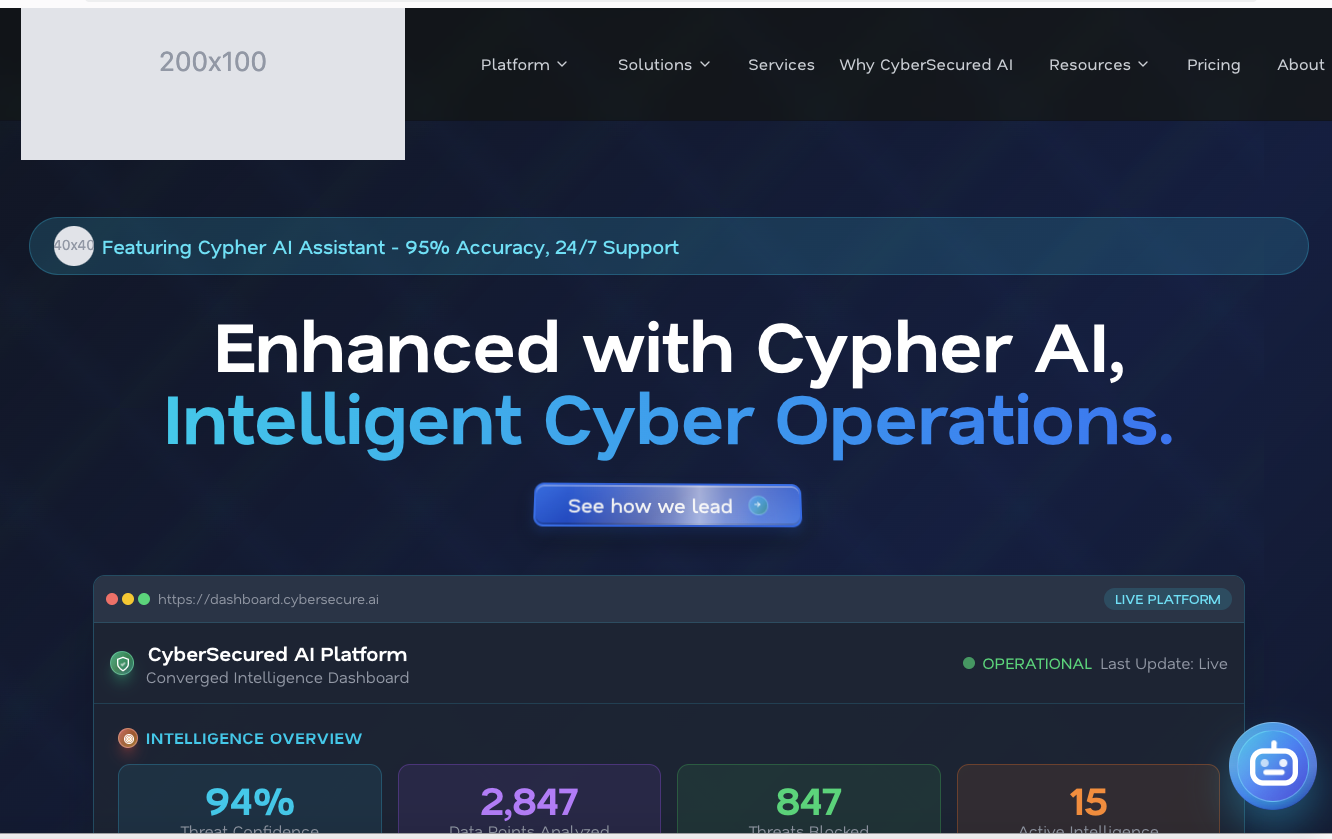 200x100
Platform
Solutions
Services
Why CyberSecured AI
Resources
Pricing
About
40x40
Featuring Cypher AI Assistant - 95% Accuracy, 24/7 Support
Enhanced with Cypher AI,
Intelligent Cyber Operations.
See how we lead
https://dashboard.cybersecure.ai
LIVE PLATFORM
CyberSecured AI Platform
Converged Intelligence Dashboard
OPERATIONAL Last Update: Live
INTELLIGENCE OVERVIEW
94%
2,847
847
15
Threat Confidence
Data Points Analyzed
Threats Blocked
Active Intelligence